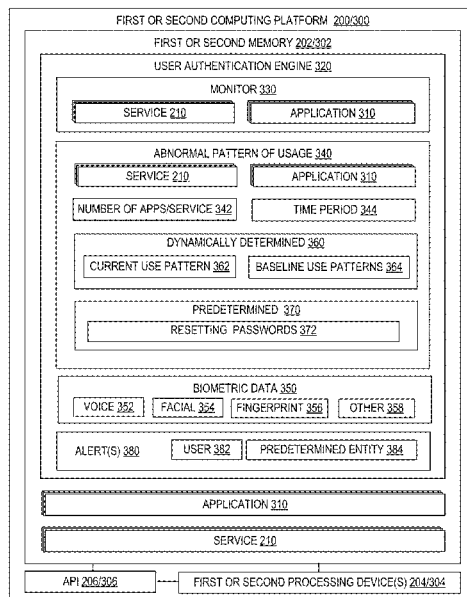 FIRST OR SECOND COMPUTING PLATFORM 200/300
FIRST OR SECOND MEMORY 202/302
USER AUTHENTICATION ENGINE 320
MONITOR 330
SERVICE 210 APPLICATION 310
ABNORMAL PATTERN OF USAGE 340
SERVICE 210 APPLICATION 310
NUMBER OF APPS/SERVICE 342 TIME PERIOD 344
DYNAMICALLY DETERMINED 360
CURRENT USE PATTERN 362 BASELINE USE PATTERNS 364
PREDETERMINED 370
RESETTING PASSWORDS 372
BIOMETRIC DATA 350
VOICE 352 FACIAL 354 FINGERPRINT 356 OTHER 358
ALERT(S) 380 USER 382 PREDETERMINED ENTITY 384
APPLICATION 310
SERVICE 210
API 206/306 FIRST OR SECOND PROCESSING DEVICE(S) 204/304